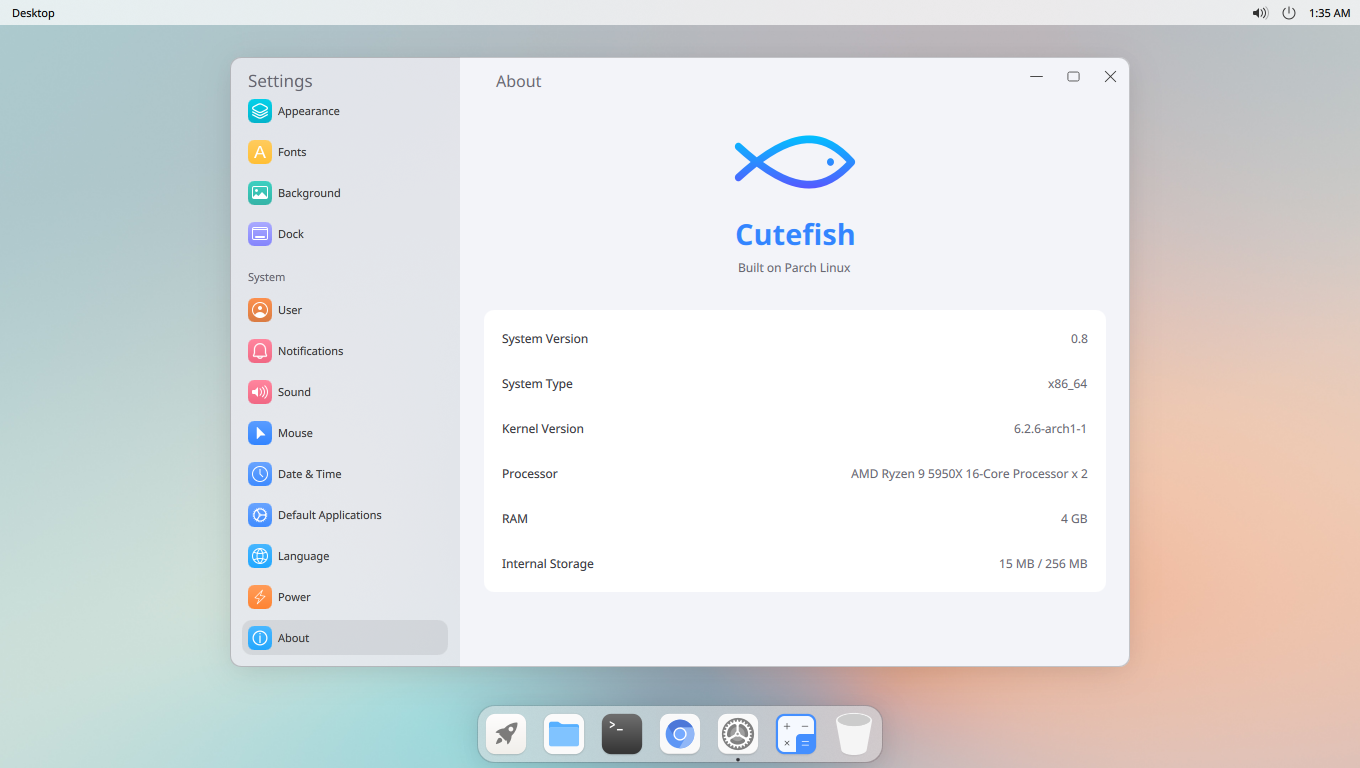 Desktop
1:35 AM
Settings
Appearance
Fonts
Background
Dock
System
User
Notifications
Sound
Mouse
Date & Time
Default Applications
Language
Power
About
About
Cutefish
Built on Parch Linux
System Version 0.8
System Type x86_64
Kernel Version 6.2.6-arch1-1
Processor AMD Ryzen 9 5950X 16-Core Processor x 2
RAM 4 GB
Internal Storage 15 MB / 256 MB